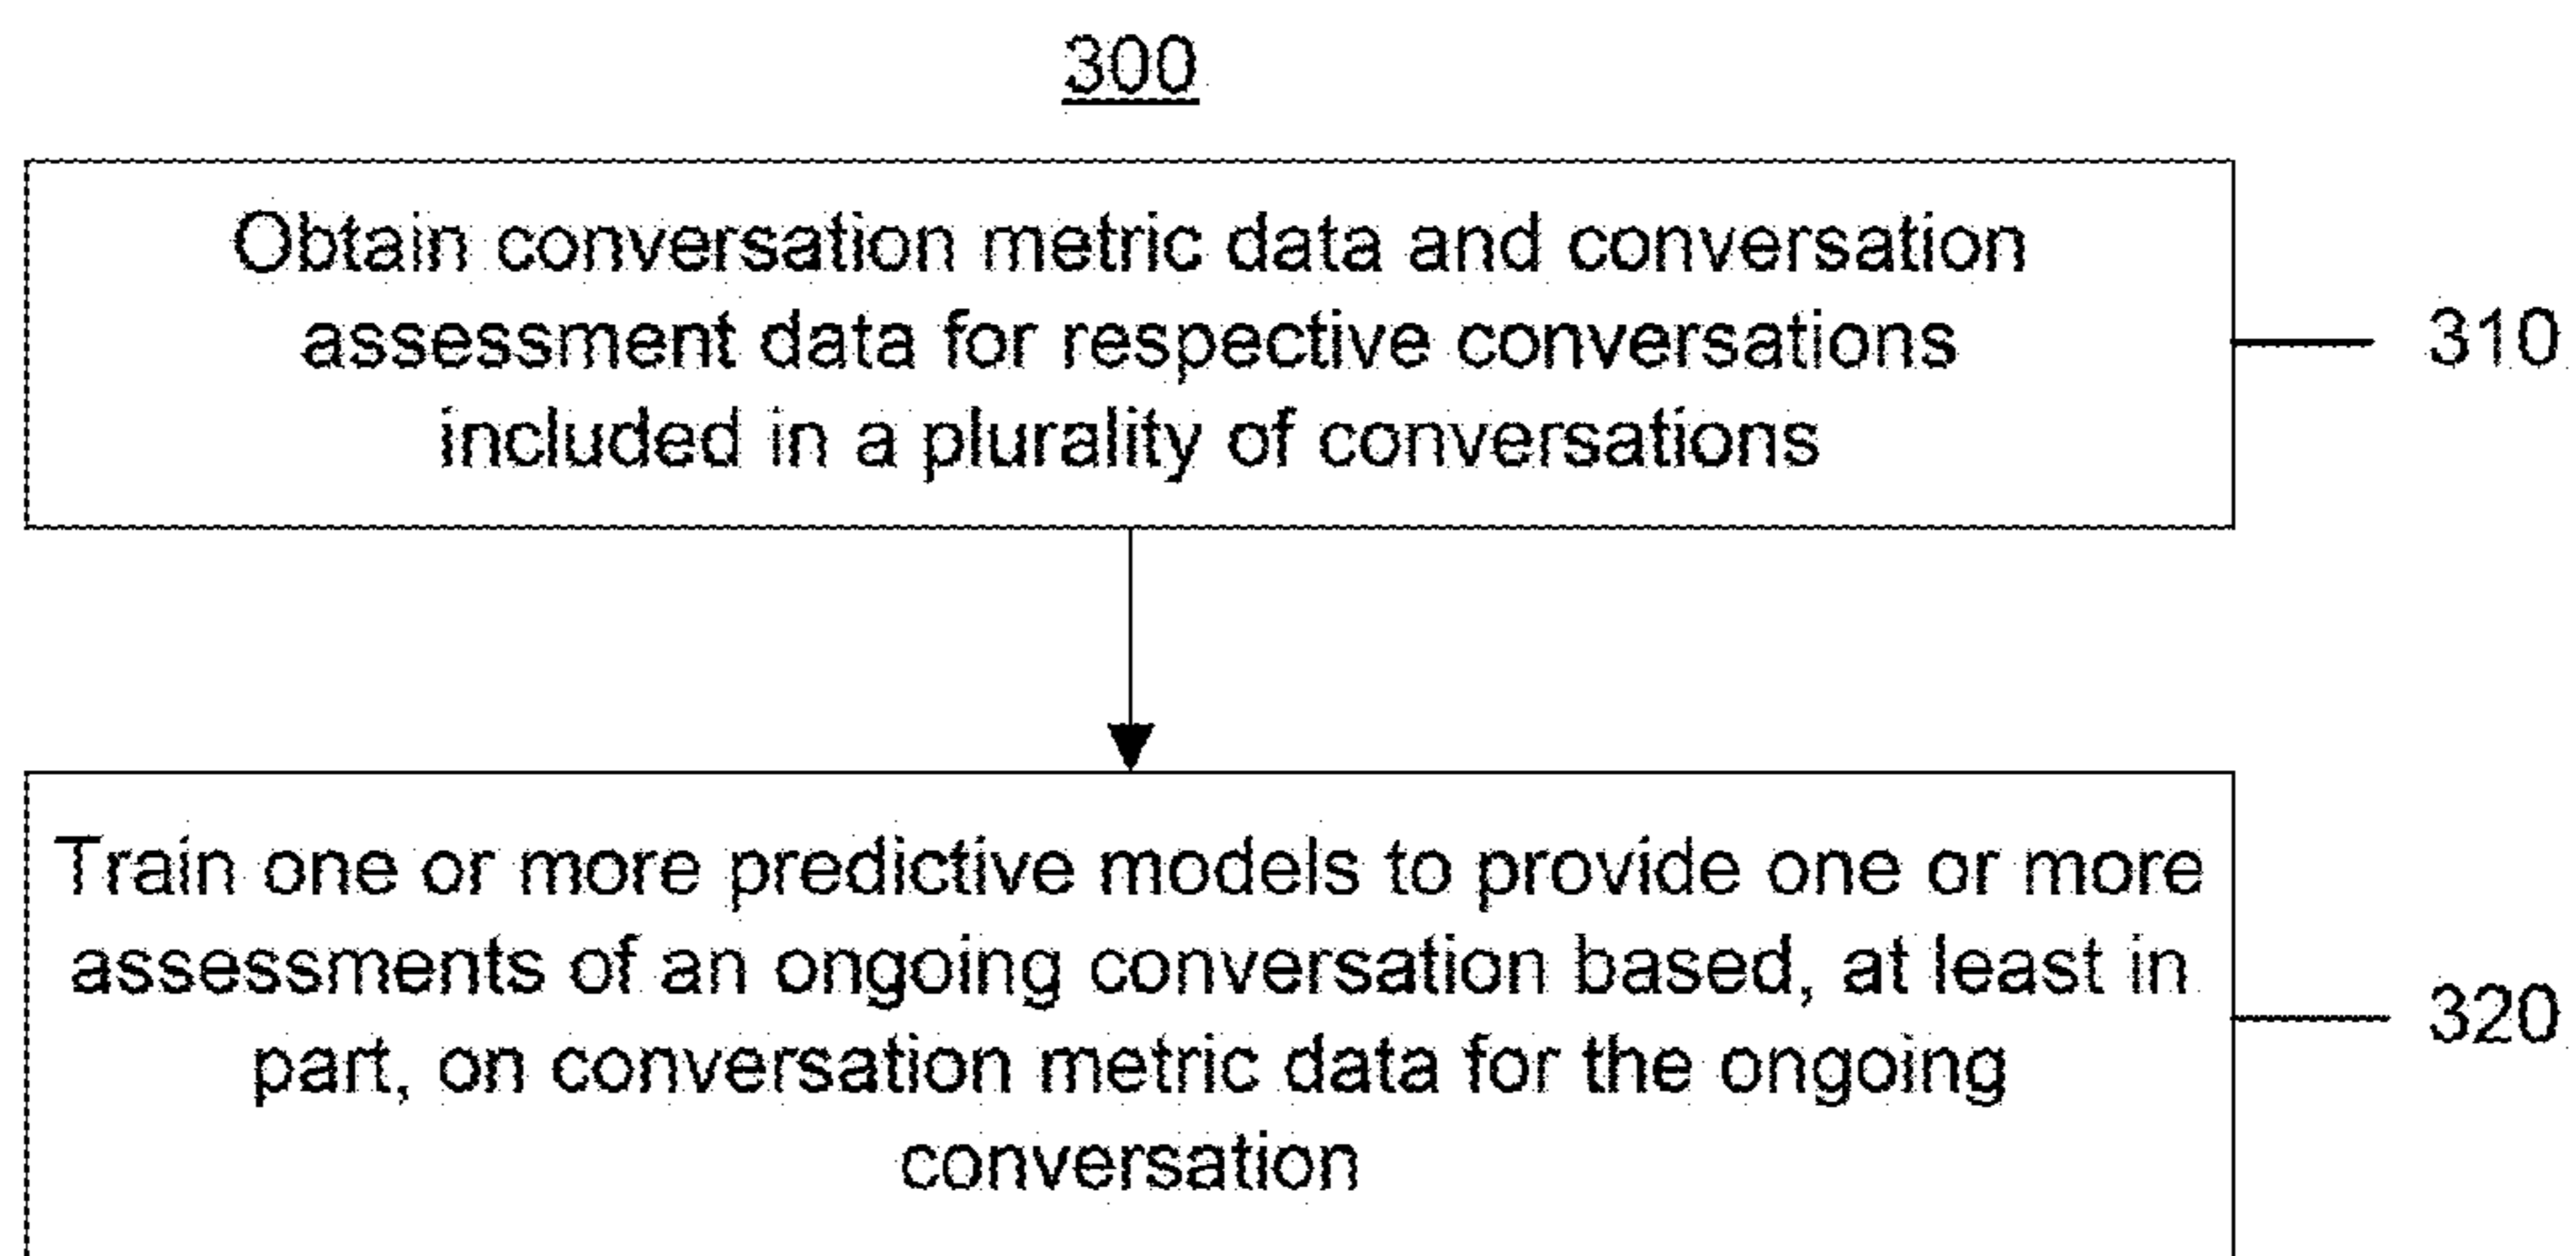 300
Obtain conversation metric data and conversation
assessment data for respective conversations
included in a plurality of conversations
310
Train one or more predictive models to provide one or more
assessments of an ongoing conversation based, at least in
part, on conversation metric data for the ongoing
conversation
320